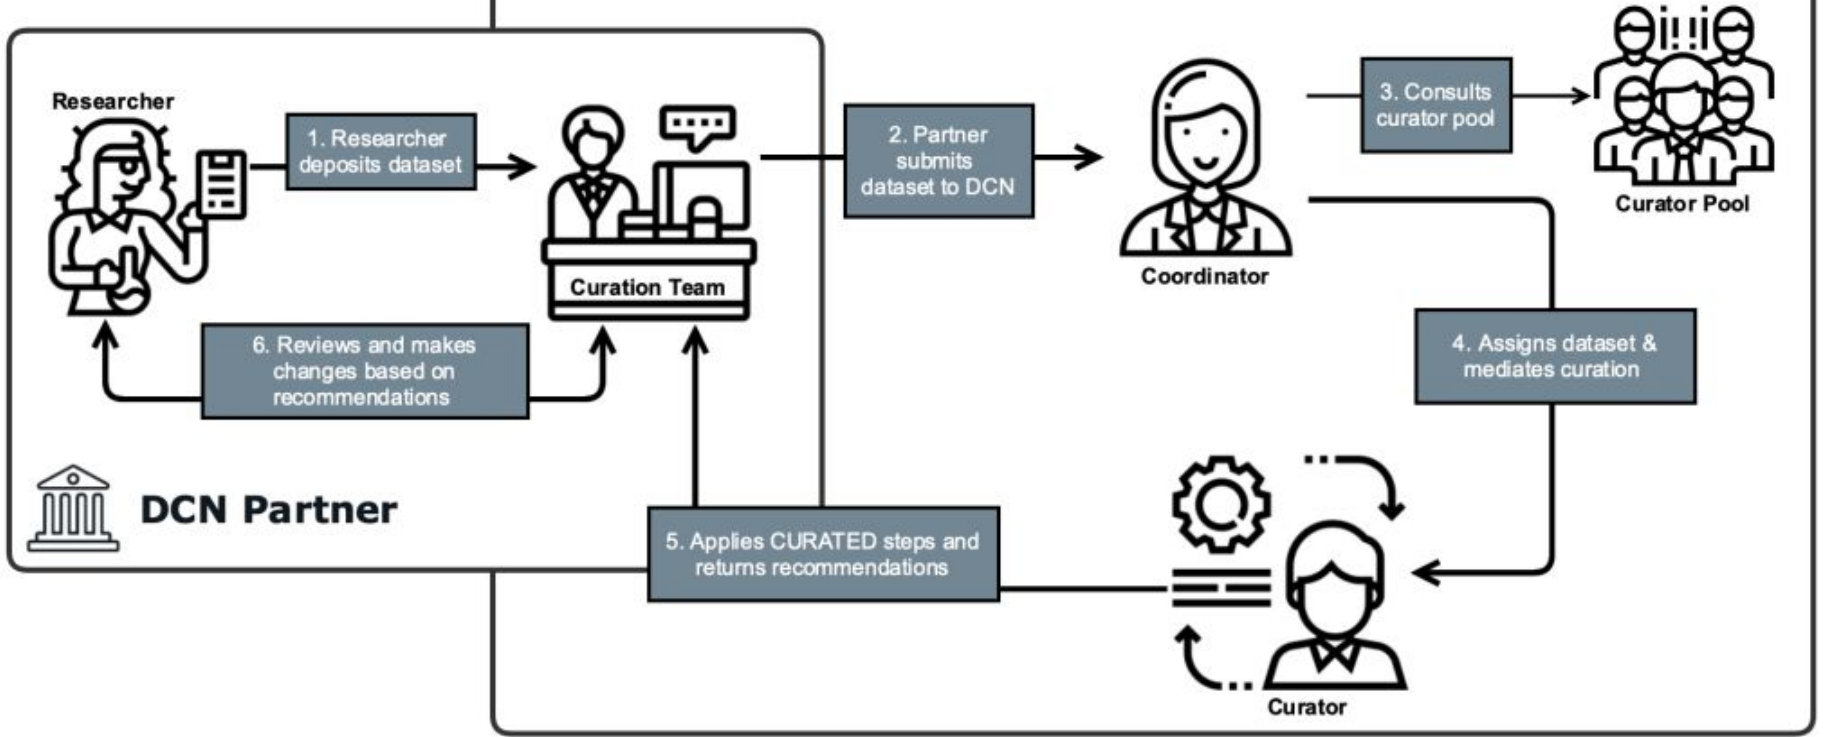 Researcher
1. Researcher
deposits dataset
Curation Team
2. Partner
submits
dataset to DCN
Coordinator
3. Consults
curator pool
Curator Pool
4. Assigns dataset &
mediates curation
Curator
5. Applies CURATED steps and
returns recommendations
6. Reviews and makes
changes based on
recommendations
DCN Partner